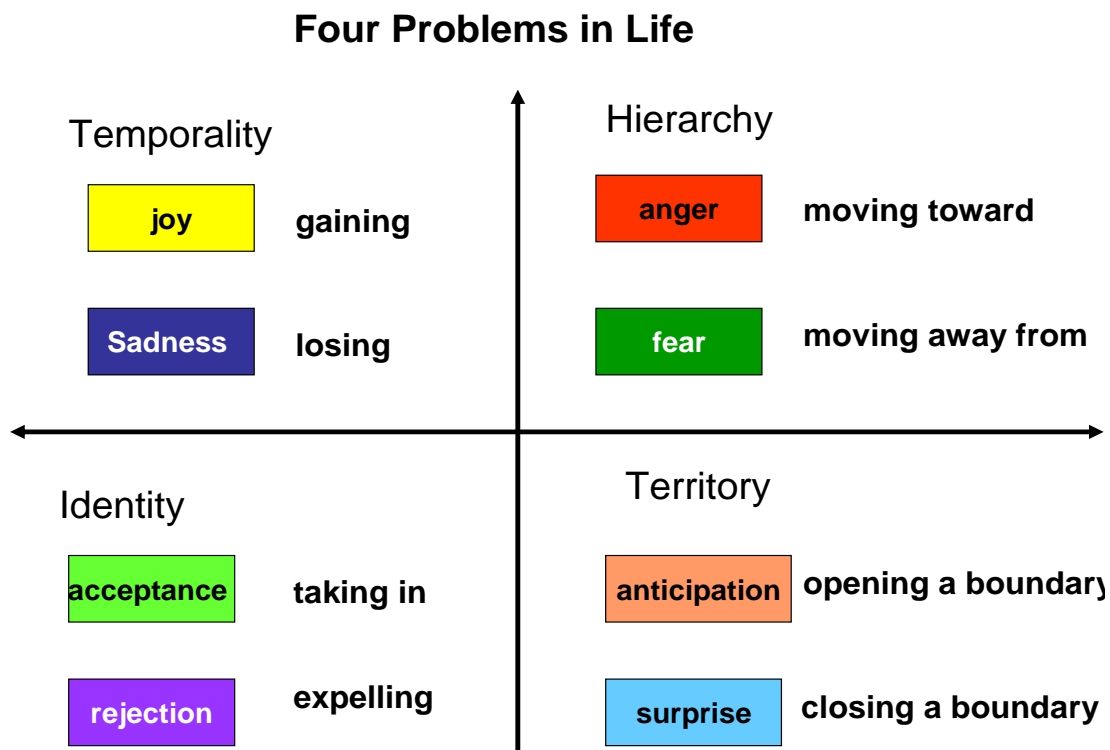 Four Problems in Life
Temporality
joy gaining
Sadness losing
Hierarchy
anger moving toward
fear moving away from
Identity
acceptance taking in
rejection expelling
Territory
anticipation opening a boundary
surprise closing a boundary